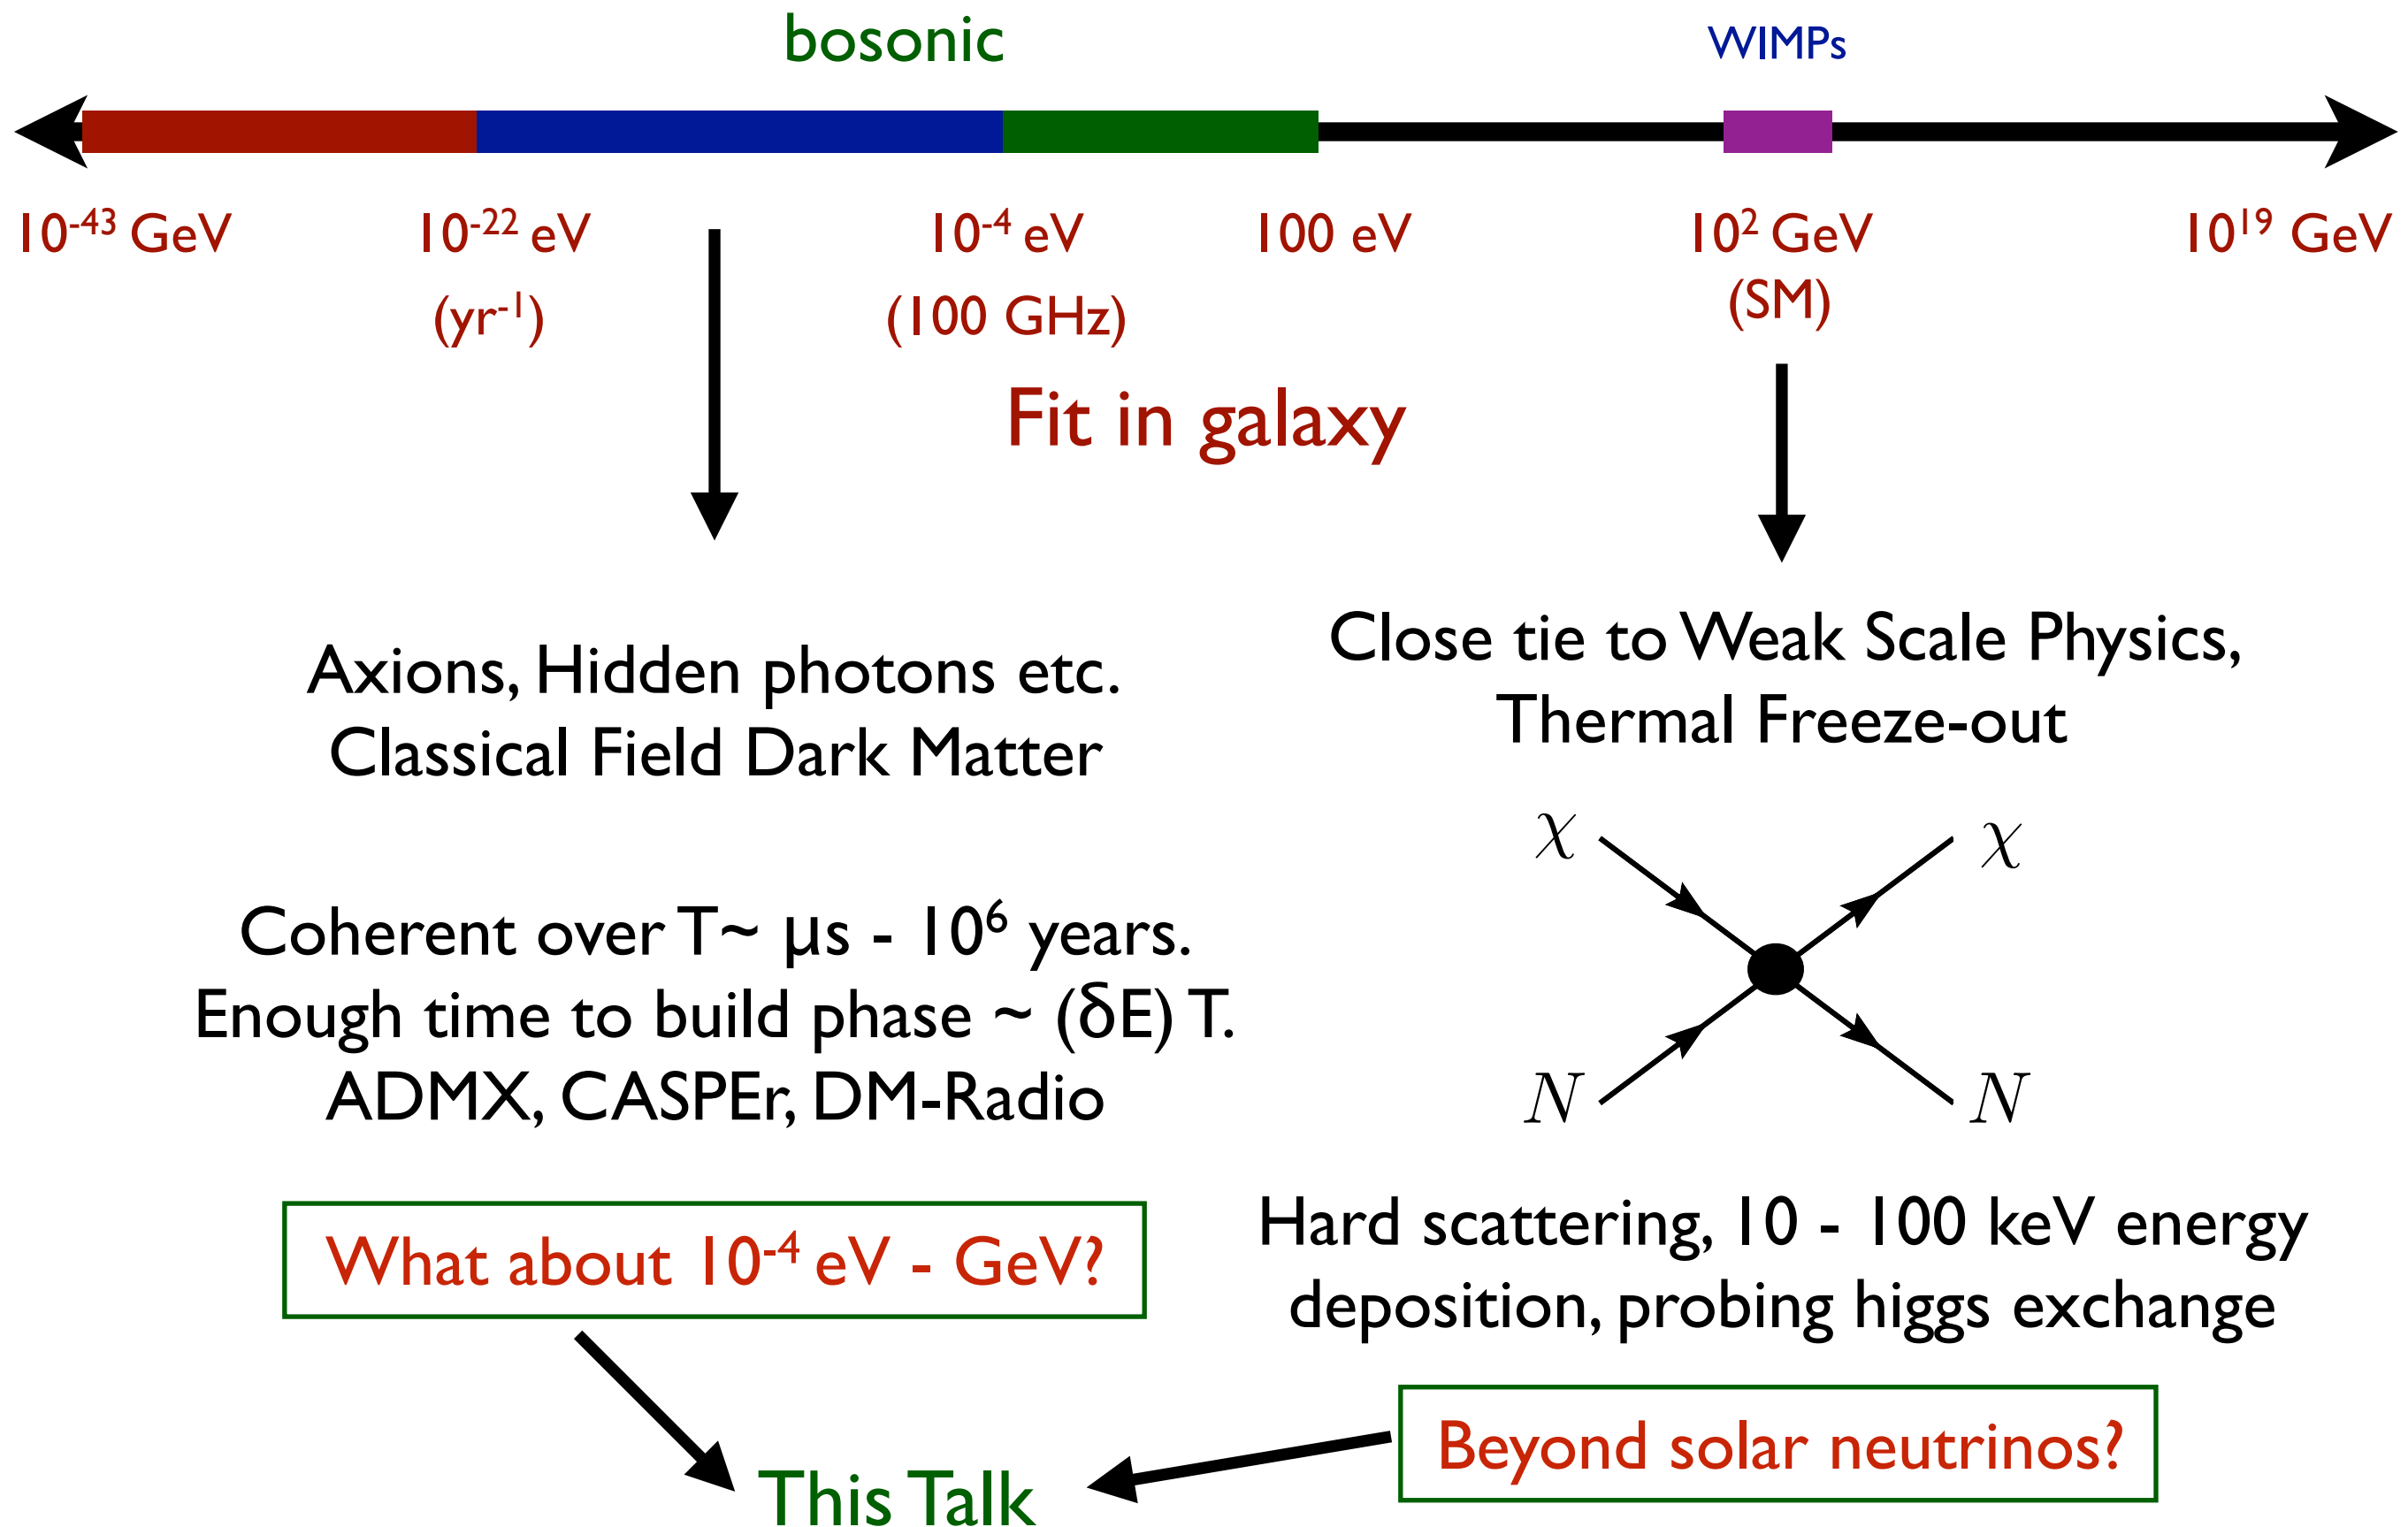 bosonic WIMPs
10⁻⁴³ GeV 10⁻²² eV 10⁻⁴ eV 100 eV 10² GeV 10¹⁹ GeV
(yr⁻¹) (100 GHz) (SM)
Fit in galaxy
Axions, Hidden photons etc.
Classical Field Dark Matter
Coherent over T~ μs - 10⁶ years.
Enough time to build phase ~ (δE) T.
ADMX, CASPEr, DM-Radio
What about 10⁻⁴ eV - GeV?
Close tie to Weak Scale Physics,
Thermal Freeze-out
χ χ
N N
Hard scattering, 10 - 100 keV energy
deposition, probing higgs exchange
Beyond solar neutrinos?
This Talk